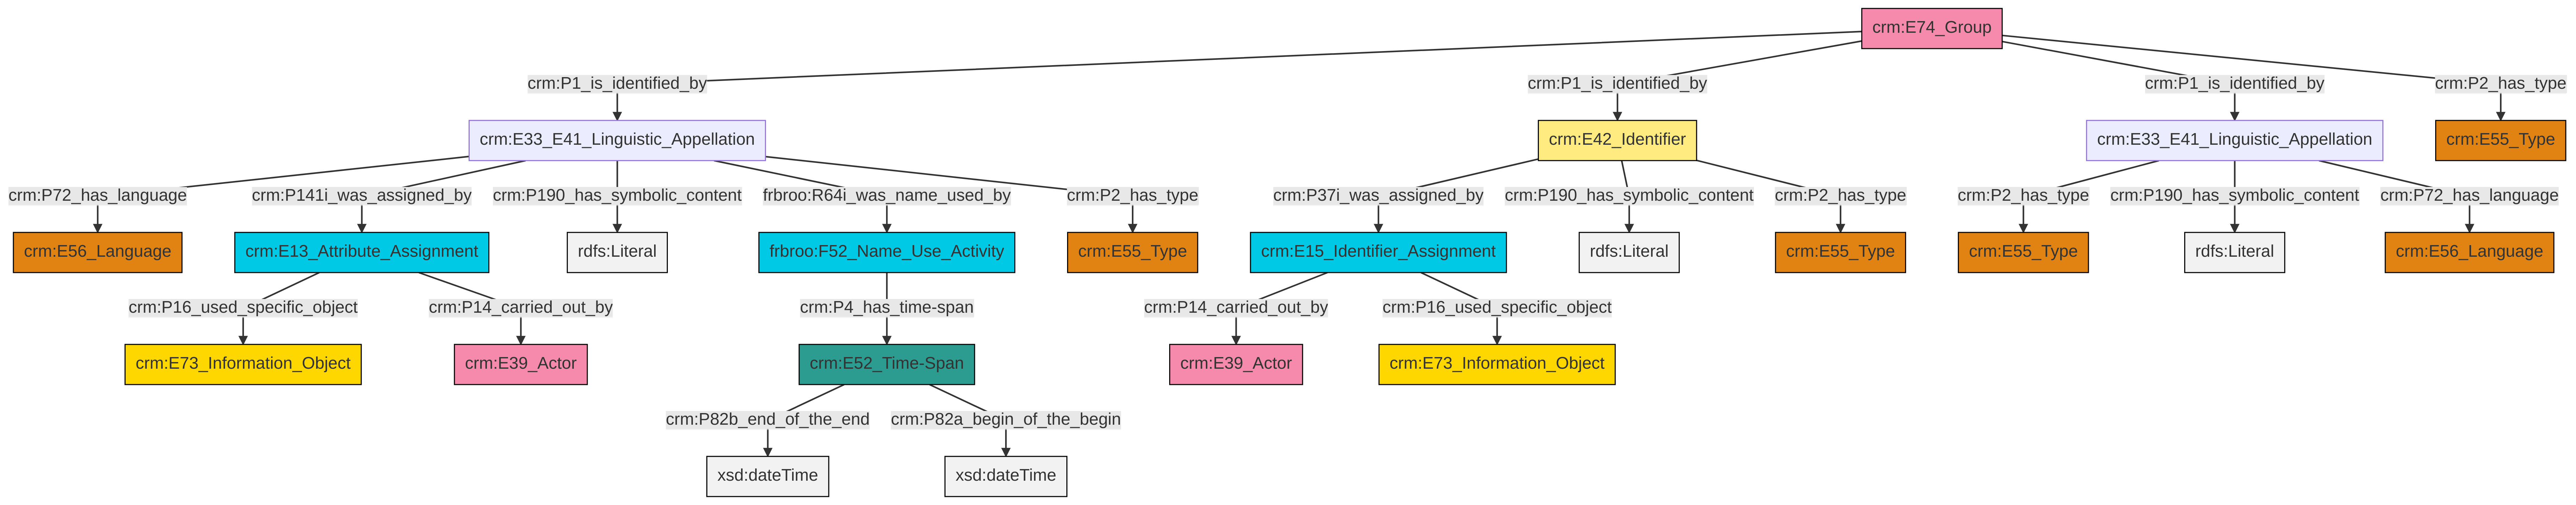 crm:E74_Group
crm:P1_is_identified_by crm:P1_is_identified_by crm:P1_is_identified_by crm:P2_has_type
crm:E33_E41_Linguistic_Appellation crm:E42_Identifier crm:E33_E41_Linguistic_Appellation crm:E55_Type
crm:P72_has_language crm:P141i_was_assigned_by crm:P190_has_symbolic_content frbroo:R64i_was_name_used_by crm:P2_has_type crm:P37i_was_assigned_by crm:P190_has_symbolic_content crm:P2_has_type crm:P2_has_type crm:P190_has_symbolic_content crm:P72_has_language
crm:E56_Language crm:E13_Attribute_Assignment rdfs:Literal frbroo:F52_Name_Use_Activity crm:E55_Type crm:E15_Identifier_Assignment rdfs:Literal crm:E55_Type crm:E55_Type rdfs:Literal crm:E56_Language
crm:P16_used_specific_object crm:P14_carried_out_by crm:P4_has_time-span crm:P14_carried_out_by crm:P16_used_specific_object
crm:E73_Information_Object crm:E39_Actor crm:E52_Time-Span crm:E39_Actor crm:E73_Information_Object
crm:P82b_end_of_the_end crm:P82a_begin_of_the_begin
xsd:dateTime xsd:dateTime